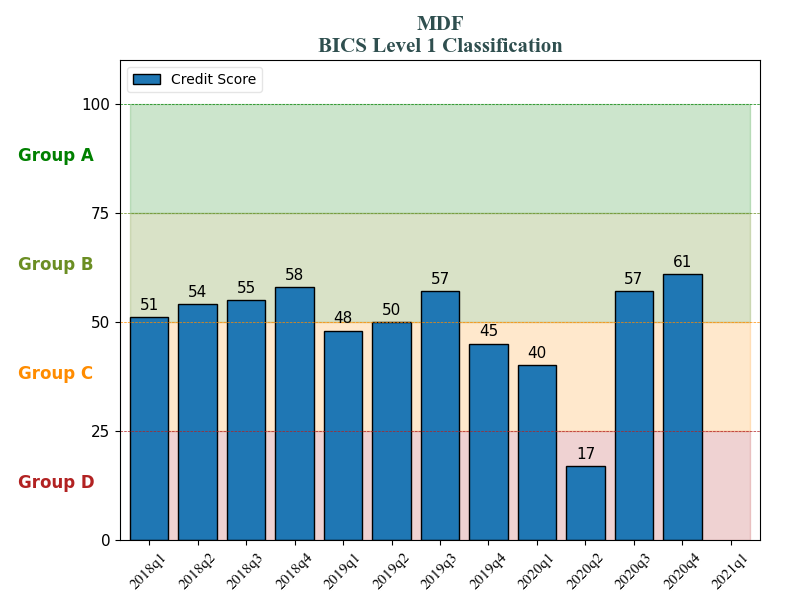 MDF
BICS Level 1 Classification
Credit Score
100
Group A
75
Group B
61
58
57
57
55
54
51
50
50
48
45
Group C
40
25
17
Group D
0
2018q1
2018q2
2018q3
2018q4
2019q1
2019q2
2019q3
2019q4
2020q1
2020q2
2020q3
2020q4
2021q1